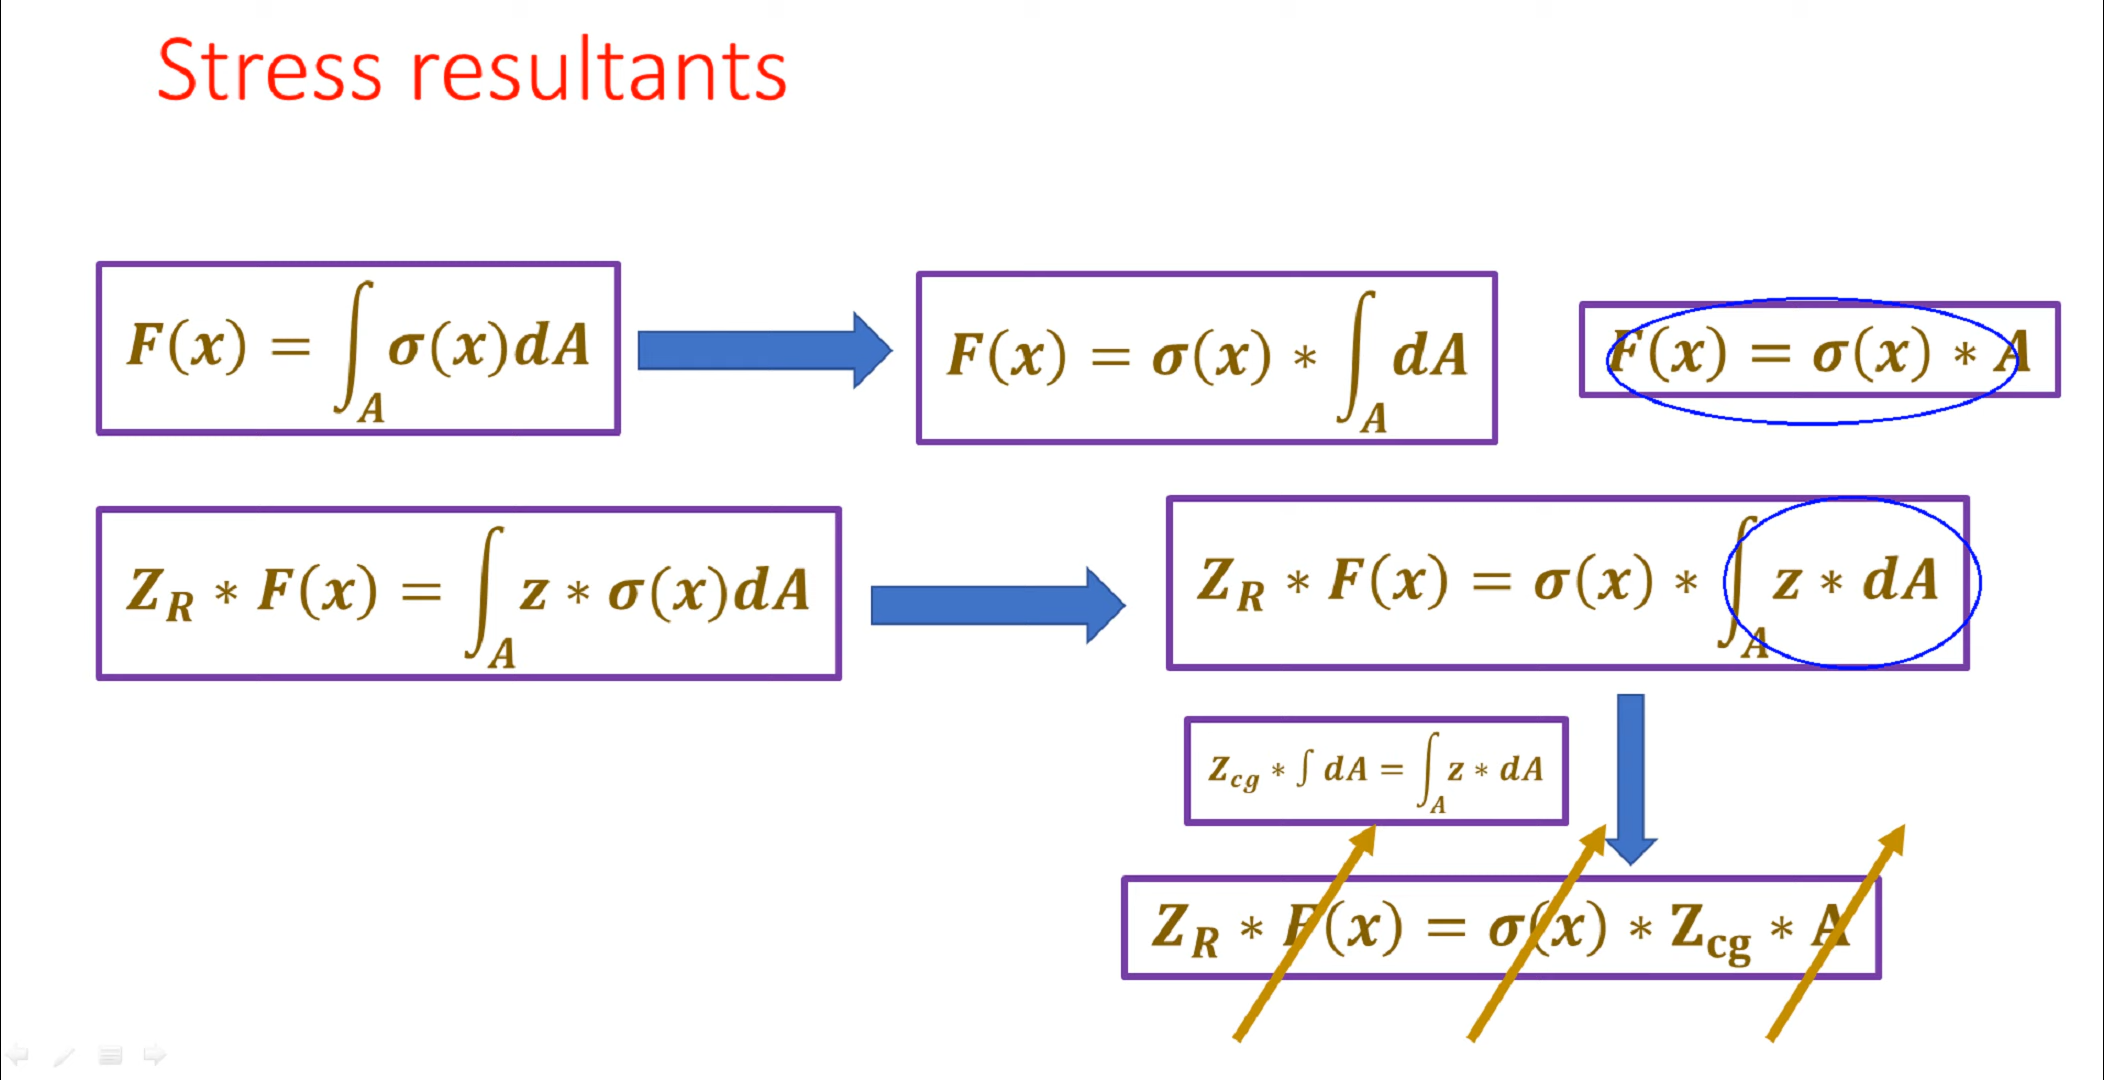 Stress resultants
F(x) = ∫_A σ(x)dA
F(x) = σ(x) * ∫_A dA
F(x) = σ(x) * A
Z_R * F(x) = ∫_A z * σ(x)dA
Z_R * F(x) = σ(x) * ∫_A z * dA
Z_cg * ∫ dA = ∫_A z * dA
Z_R * F(x) = σ(x) * Z_cg * A